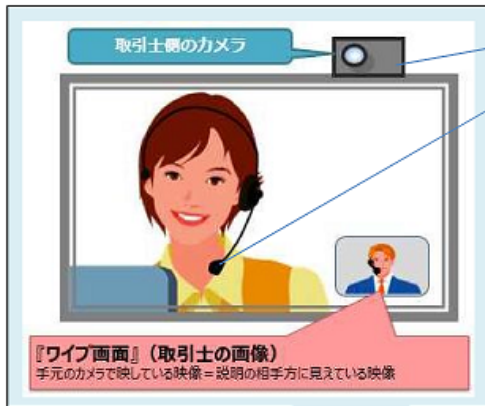 取引士側のカメラ
『ワイプ画面』（取引士の画像）
手元のカメラで映している映像＝説明の相手方に見えている映像